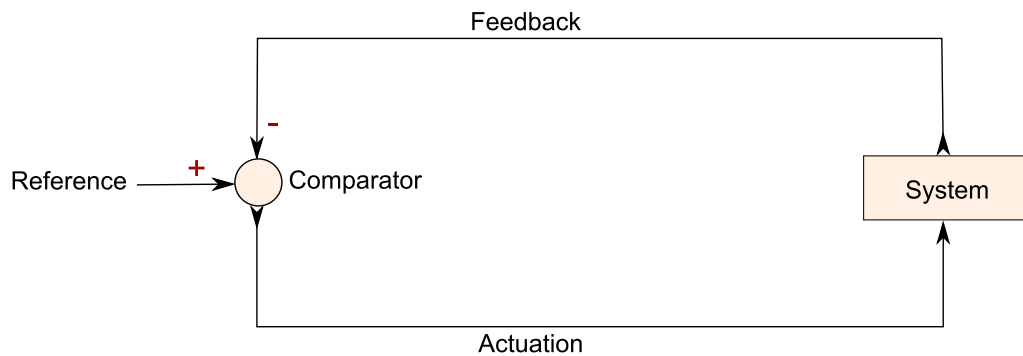 Feedback
-
+
Reference
Comparator
System
Actuation